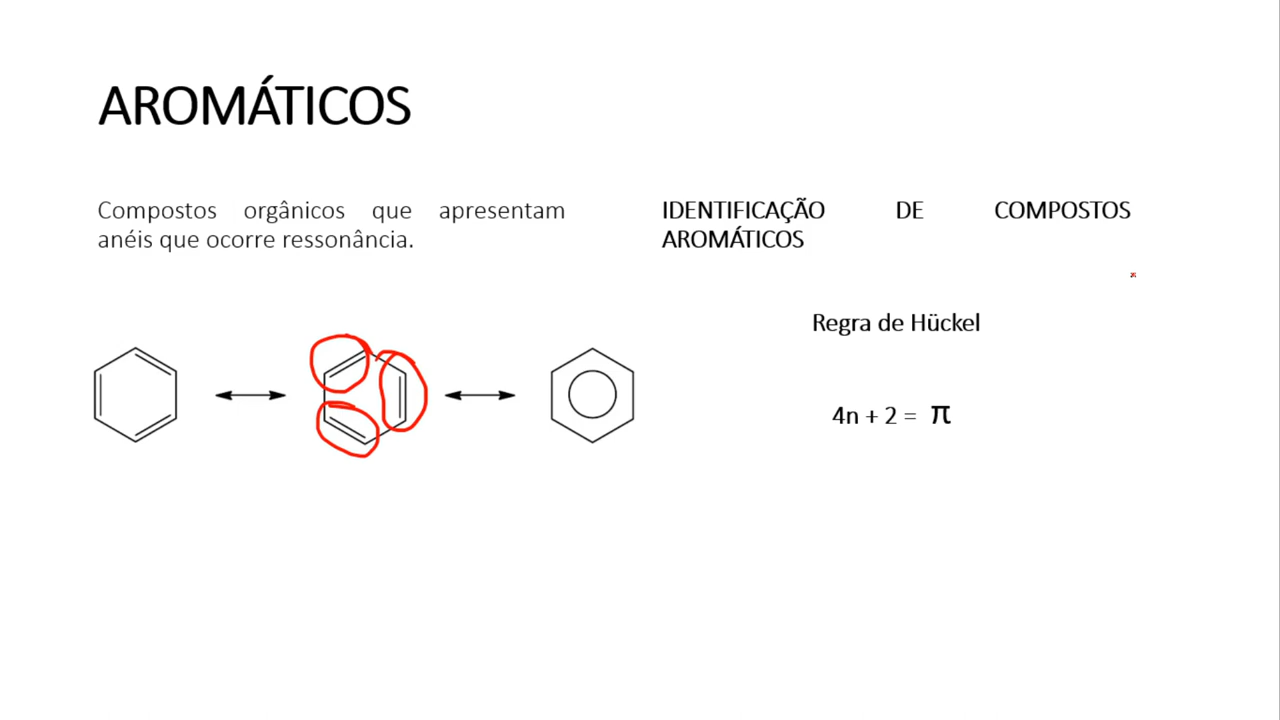 AROMÁTICOS
Compostos orgânicos que apresentam
anéis que ocorre ressonância.
IDENTIFICAÇÃO DE COMPOSTOS
AROMÁTICOS
Regra de Hückel
4n + 2 = π